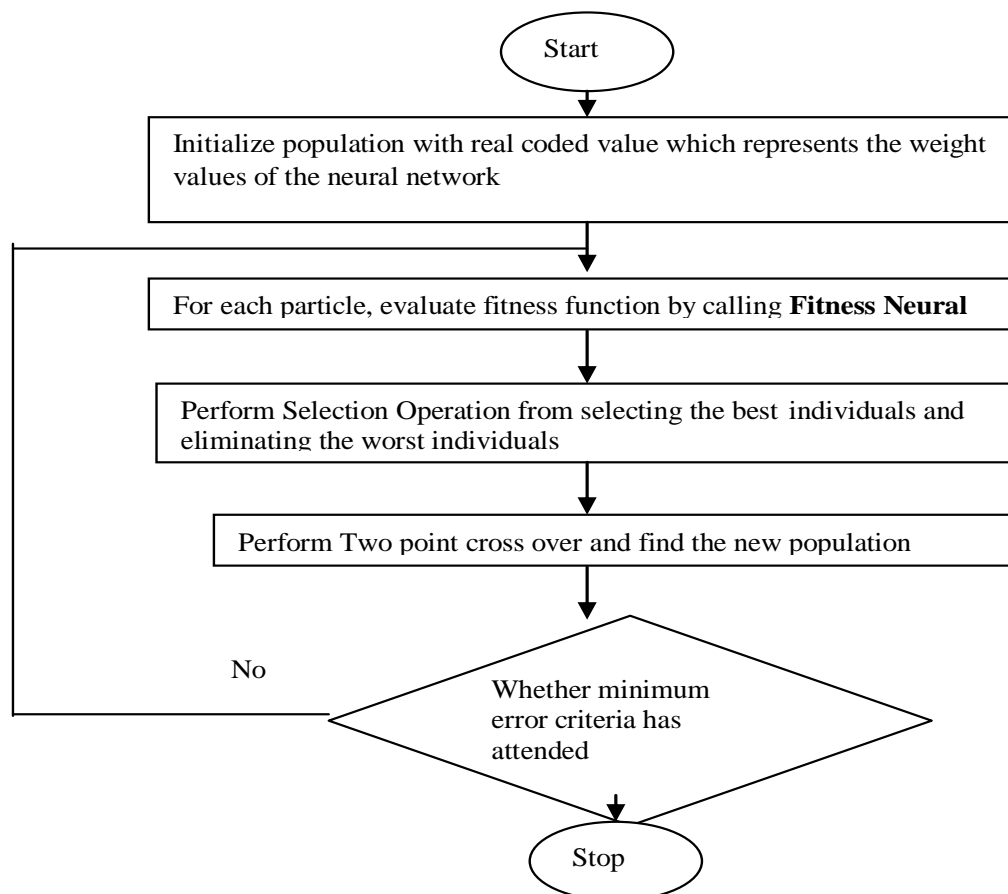 Start
Initialize population with real coded value which represents the weight
values of the neural network
For each particle, evaluate fitness function by calling Fitness Neural
Perform Selection Operation from selecting the best individuals and
eliminating the worst individuals
Perform Two point cross over and find the new population
No
Whether minimum
error criteria has
attended
Stop